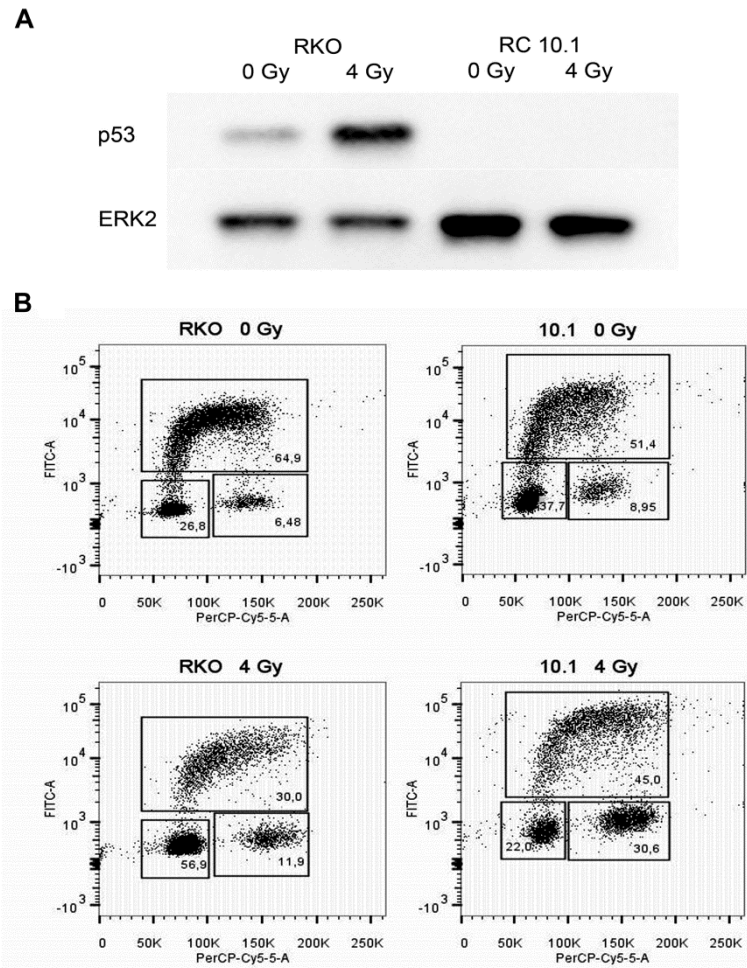 A
RKO RC 10.1
0 Gy 4 Gy 0 Gy 4 Gy
p53
ERK2
B
RKO 0 Gy
10^5
10^4
10^3
-10^3
FITC-A
64,9
26,8
6,48
0 50K 100K 150K 200K 250K
PerCP-Cy5-5-A
10.1 0 Gy
10^5
10^4
10^3
-10^3
FITC-A
51,4
37,7
8,95
0 50K 100K 150K 200K 250K
PerCP-Cy5-5-A
RKO 4 Gy
10^5
10^4
10^3
-10^3
FITC-A
30,0
56,9
11,9
0 50K 100K 150K 200K 250K
PerCP-Cy5-5-A
10.1 4 Gy
10^5
10^4
10^3
-10^3
FITC-A
45,0
22,0
30,6
0 50K 100K 150K 200K 250K
PerCP-Cy5-5-A